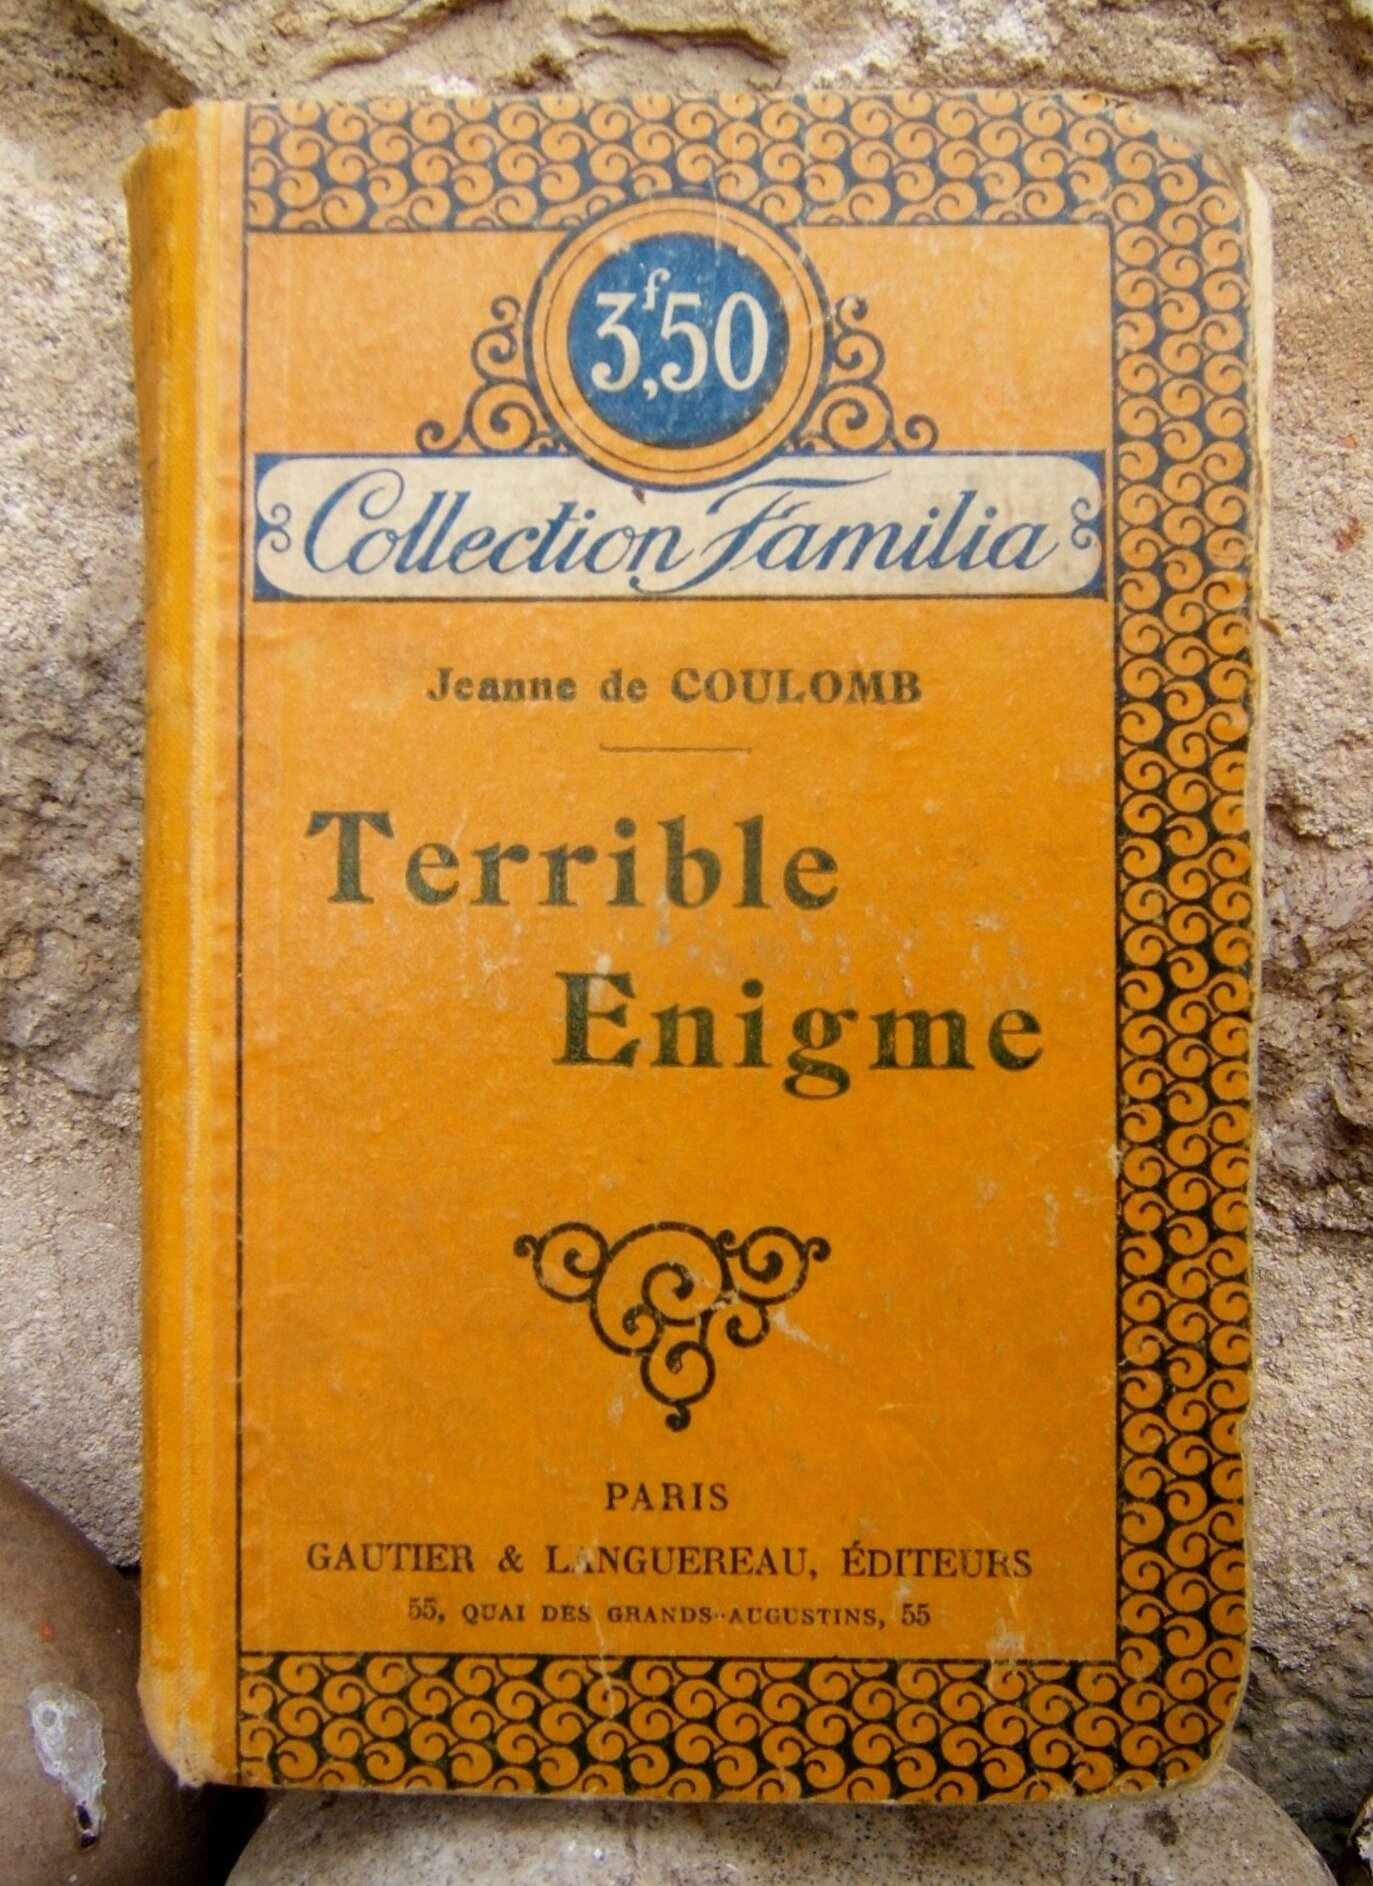 3f,50
Collection Familia
Jeanne de COULOMB
Terrible
Enigme
PARIS
GAUTIER & LANGUEREAU, ÉDITEURS
55, QUAI DES GRANDS-AUGUSTINS, 55